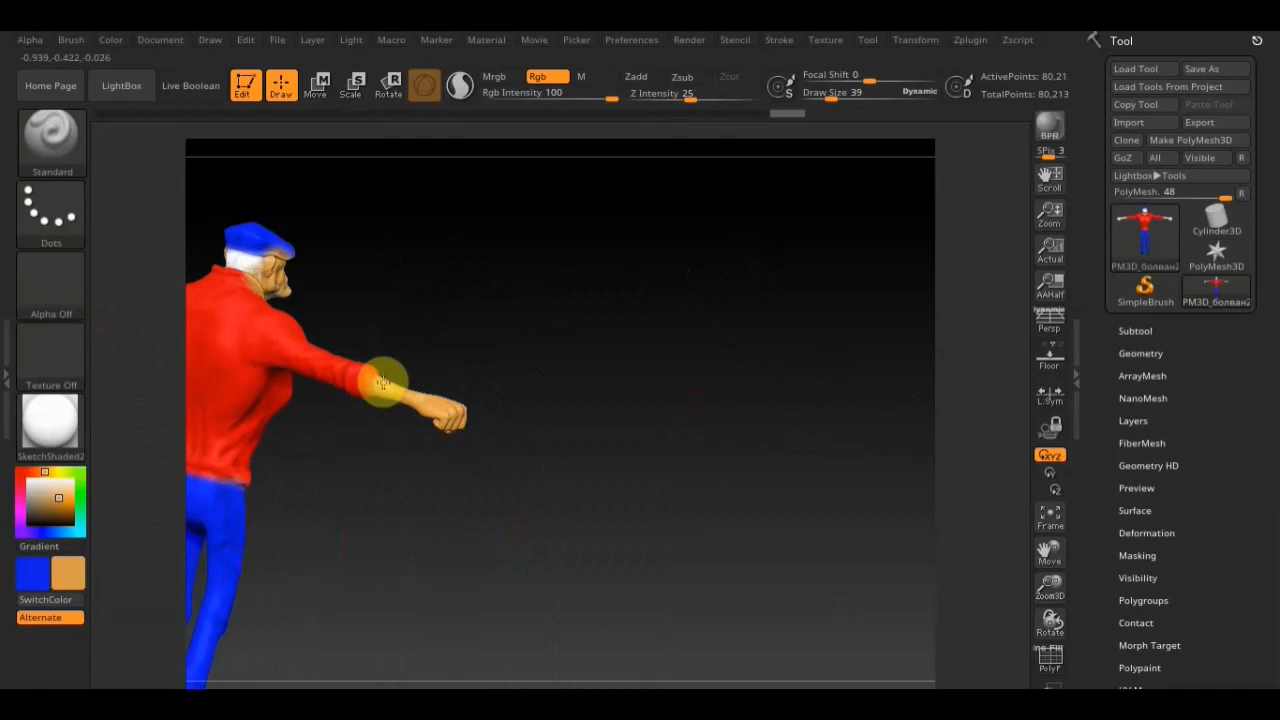 Alpha Brush Color Document Draw Edit File Layer Light Macro Marker Material Movie Picker Preferences Render Stencil Stroke Texture Tool Transform Zplugin Zscript
-0.939,-0.422,-0.026
Home Page LightBox Live Boolean Edit Draw Move Scale Rotate
Mrgb Rgb M Zadd Zsub Zcut
Rgb Intensity 100 Z Intensity 25
Focal Shift 0
Draw Size 39 Dynamic
S D
ActivePoints: 80,21
TotalPoints: 80,213
Standard
Dots
Alpha Off
Texture Off
SketchShaded2
Gradient
SwitchColor
Alternate
BPR
SPix 3
Scroll
Zoom
Actual
AAHalf
Dynamic
Persp
Floor
L.Sym
XYZ
Y
Z
Frame
Move
Zoom3D
Rotate
Line Fill
PolyF
Tool
Load Tool Save As
Load Tools From Project
Copy Tool Paste Tool
Import Export
Clone Make PolyMesh3D
GoZ All Visible R
Lightbox▶Tools
PolyMesh. 48 R
Cylinder3D
PM3D_болван2 PolyMesh3D
SimpleBrush PM3D_болван2
Subtool
Geometry
ArrayMesh
NanoMesh
Layers
FiberMesh
Geometry HD
Preview
Surface
Deformation
Masking
Visibility
Polygroups
Contact
Morph Target
Polypaint